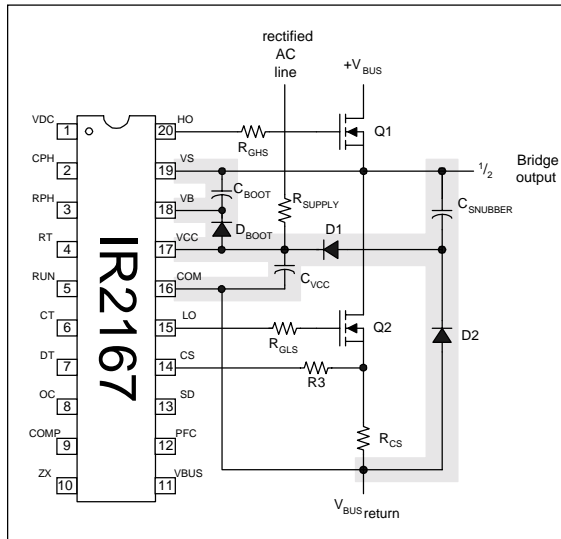 rectified
AC
line
+VBUS
VDC
1
CPH
2
RPH
3
RT
4
RUN
5
CT
6
DT
7
OC
8
COMP
9
ZX
10
IR2167
HO
20
VS
19
VB
18
VCC
17
COM
16
LO
15
CS
14
SD
13
PFC
12
VBUS
11
RGHS
Q1
CBOOT
DBOOT
RSUPPLY
D1
CVCC
1/2
Bridge
output
CSNUBBER
RGLS
Q2
D2
R3
RCS
VBUS return